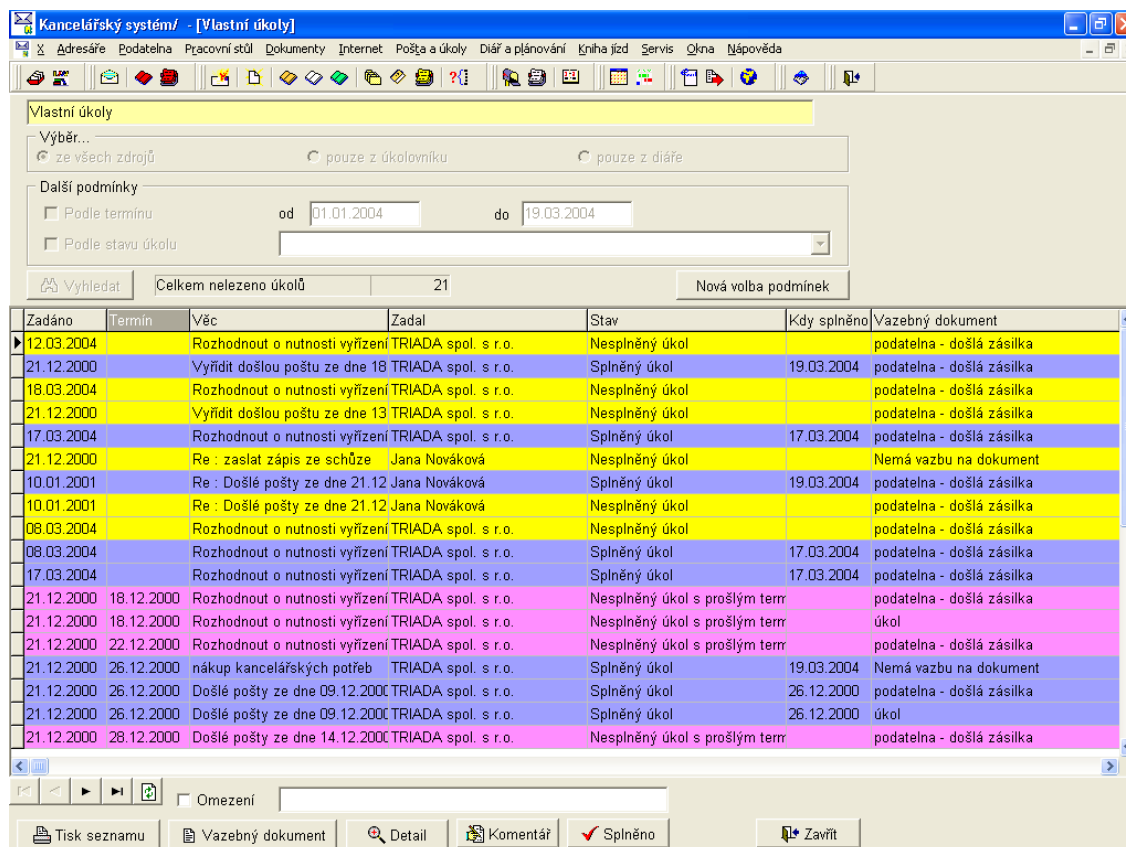 Kancelářský systém/ - [Vlastní úkoly]
X Adresáře Podatelna Pracovní stůl Dokumenty Internet Pošta a úkoly Diář a plánování Kniha jízd Servis Okna Nápověda
Vlastní úkoly
Výběr...
ze všech zdrojů pouze z úkolovníku pouze z diáře
Další podmínky
Podle termínu od 01.01.2004 do 19.03.2004
Podle stavu úkolu
Vyhledat Celkem nelezeno úkolů 21 Nová volba podmínek
Zadáno Termín Věc Zadal Stav Kdy splněno Vazebný dokument
12.03.2004 Rozhodnout o nutnosti vyřízení TRIADA spol. s r.o. Nesplněný úkol podatelna - došlá zásilka
21.12.2000 Vyřídit došlou poštu ze dne 18 TRIADA spol. s r.o. Splněný úkol 19.03.2004 podatelna - došlá zásilka
18.03.2004 Rozhodnout o nutnosti vyřízení TRIADA spol. s r.o. Nesplněný úkol podatelna - došlá zásilka
21.12.2000 Vyřídit došlou poštu ze dne 13 TRIADA spol. s r.o. Nesplněný úkol podatelna - došlá zásilka
17.03.2004 Rozhodnout o nutnosti vyřízení TRIADA spol. s r.o. Splněný úkol 17.03.2004 podatelna - došlá zásilka
21.12.2000 Re : zaslat zápis ze schůze Jana Nováková Nesplněný úkol Nemá vazbu na dokument
10.01.2001 Re : Došlé pošty ze dne 21.12 Jana Nováková Splněný úkol 19.03.2004 podatelna - došlá zásilka
10.01.2001 Re : Došlé pošty ze dne 21.12 Jana Nováková Nesplněný úkol podatelna - došlá zásilka
08.03.2004 Rozhodnout o nutnosti vyřízení TRIADA spol. s r.o. Nesplněný úkol podatelna - došlá zásilka
08.03.2004 Rozhodnout o nutnosti vyřízení TRIADA spol. s r.o. Splněný úkol 17.03.2004 podatelna - došlá zásilka
17.03.2004 Rozhodnout o nutnosti vyřízení TRIADA spol. s r.o. Splněný úkol 17.03.2004 podatelna - došlá zásilka
21.12.2000 18.12.2000 Rozhodnout o nutnosti vyřízení TRIADA spol. s r.o. Nesplněný úkol s prošlým term podatelna - došlá zásilka
21.12.2000 18.12.2000 Rozhodnout o nutnosti vyřízení TRIADA spol. s r.o. Nesplněný úkol s prošlým term úkol
21.12.2000 22.12.2000 Rozhodnout o nutnosti vyřízení TRIADA spol. s r.o. Nesplněný úkol s prošlým term podatelna - došlá zásilka
21.12.2000 26.12.2000 nákup kancelářských potřeb TRIADA spol. s r.o. Splněný úkol 19.03.2004 Nemá vazbu na dokument
21.12.2000 26.12.2000 Došlé pošty ze dne 09.12.2000 TRIADA spol. s r.o. Splněný úkol 26.12.2000 podatelna - došlá zásilka
21.12.2000 26.12.2000 Došlé pošty ze dne 09.12.2000 TRIADA spol. s r.o. Splněný úkol 26.12.2000 úkol
21.12.2000 28.12.2000 Došlé pošty ze dne 14.12.2000 TRIADA spol. s r.o. Nesplněný úkol s prošlým term podatelna - došlá zásilka
Omezení
Tisk seznamu Vazebný dokument Detail Komentář Splněno Zavřít